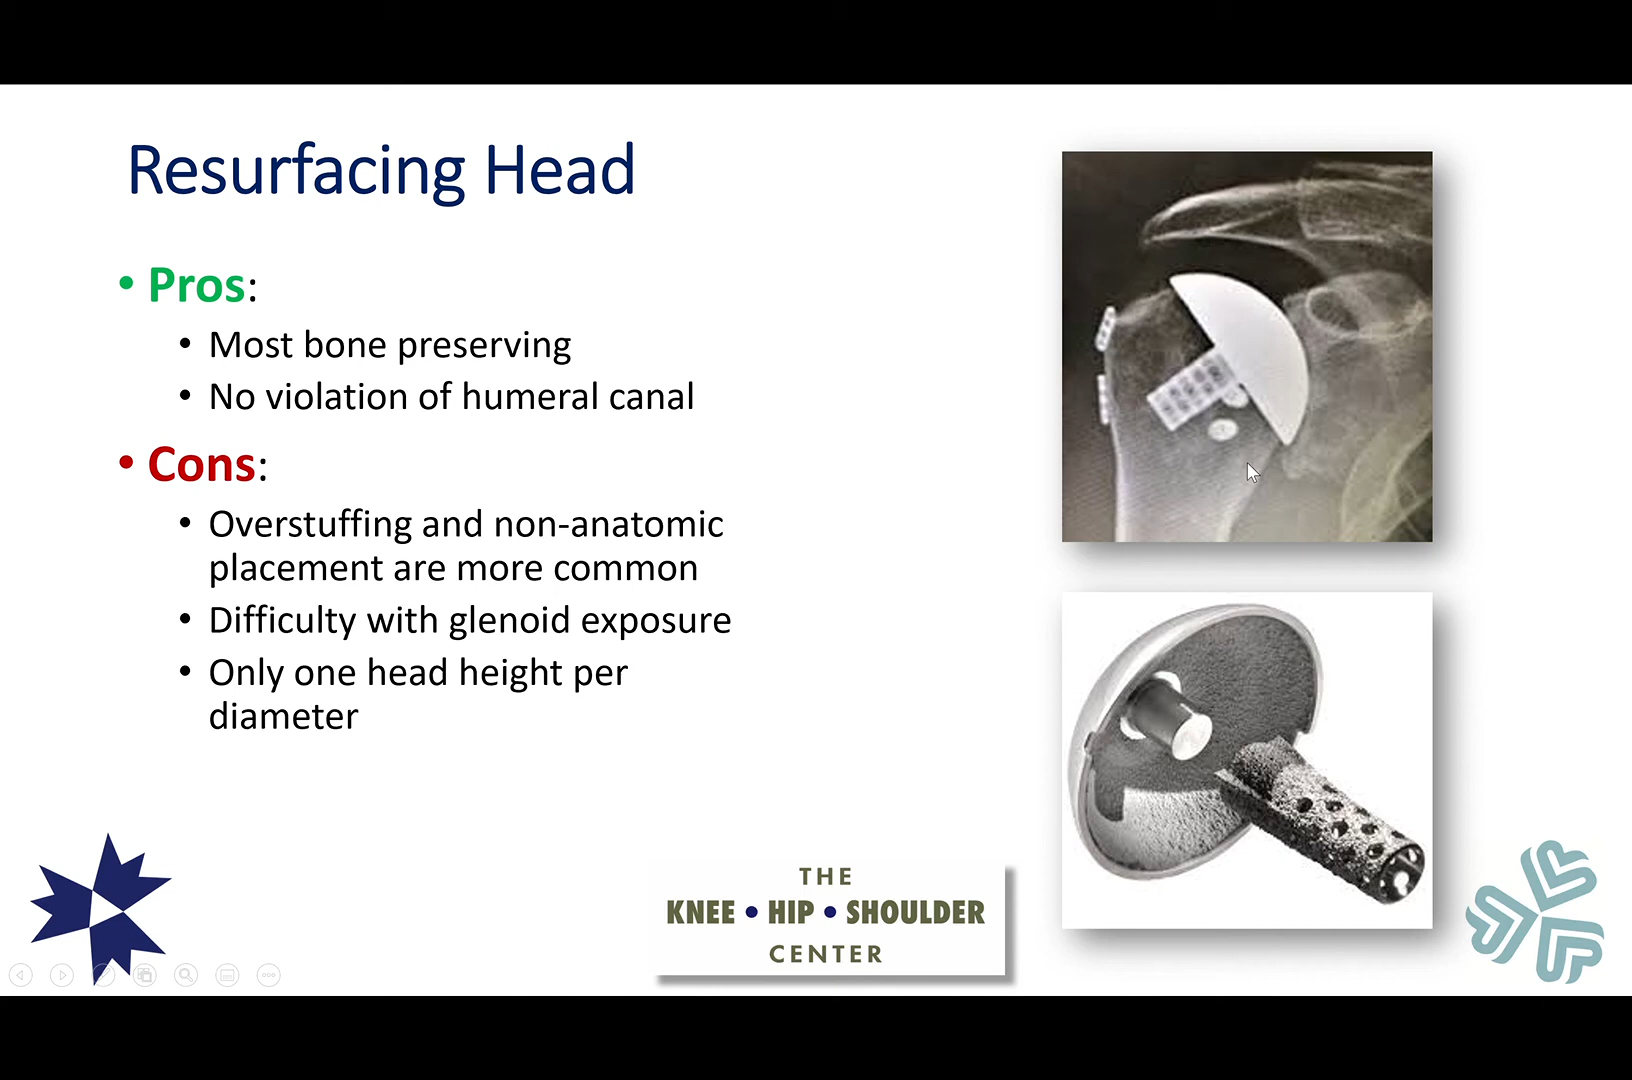 Resurfacing Head
• Pros:
• Most bone preserving
• No violation of humeral canal
• Cons:
• Overstuffing and non-anatomic
placement are more common
• Difficulty with glenoid exposure
• Only one head height per
diameter
THE
KNEE • HIP • SHOULDER
CENTER